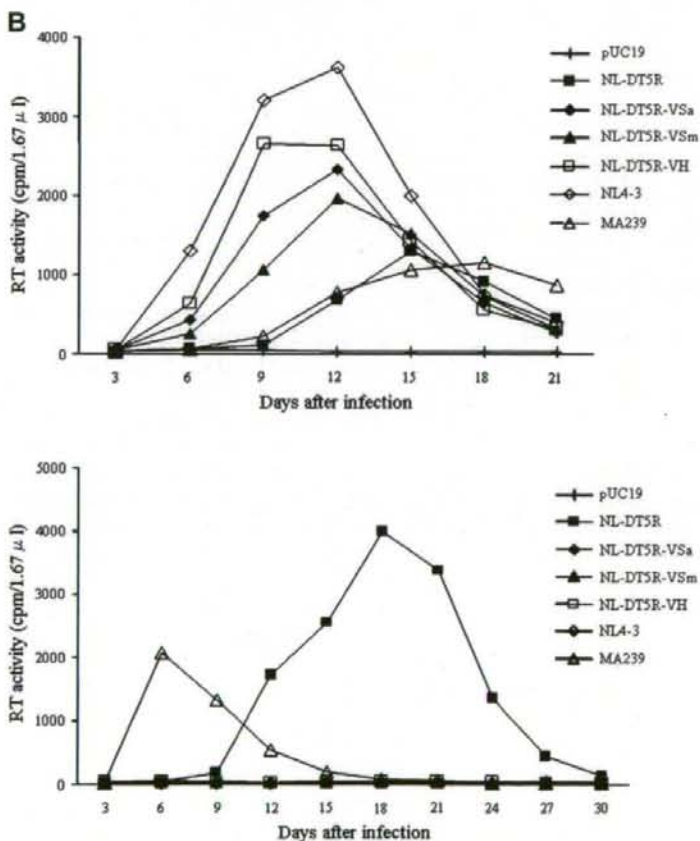 B
RT activity (cpm/1.67 μl)
4000
3000
2000
1000
0
3 6 9 12 15 18 21
Days after infection
pUC19
NL-DT5R
NL-DT5R-VSa
NL-DT5R-VSm
NL-DT5R-VH
NL4-3
MA239
RT activity (cpm/1.67 μl)
5000
4000
3000
2000
1000
0
3 6 9 12 15 18 21 24 27 30
Days after infection
pUC19
NL-DT5R
NL-DT5R-VSa
NL-DT5R-VSm
NL-DT5R-VH
NL4-3
MA239